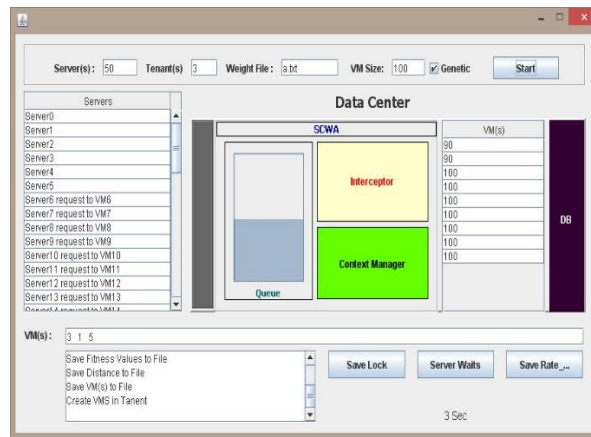 Server(s): 50 Tenant(s) 3 Weight File: a.txt VM Size: 100 Genetic Start
Servers
Server0
Server1
Server2
Server3
Server4
Server5
Server6 request to VM6
Server7 request to VM7
Server8 request to VM8
Server9 request to VM9
Server10 request to VM10
Server11 request to VM11
Server12 request to VM12
Server13 request to VM13
Server14 request to VM14
Data Center
SCWA
Queue
Interceptor
Context Manager
VM(s)
90
90
100
100
100
100
100
100
100
DB
VM(s): 3 1 5
Save Fitness Values to File
Save Distance to File
Save VM(s) to File
Create VMS in Tanent
Save Lock Server Waits Save Rate_...
3 Sec